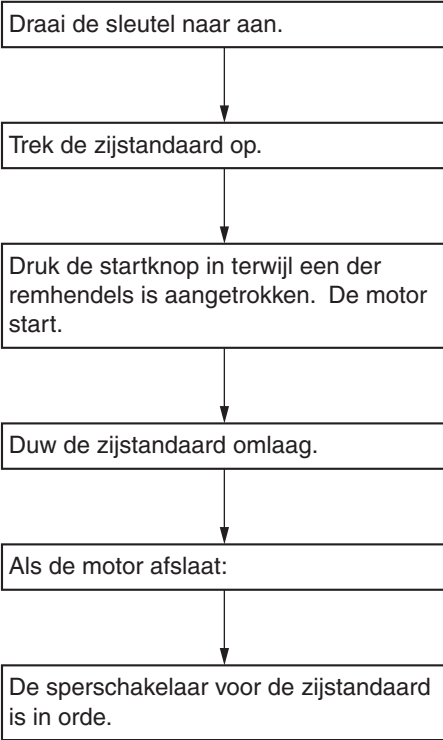 Draai de sleutel naar aan.
Trek de zijstandaard op.
Druk de startknop in terwijl een der
remhendels is aangetrokken.  De motor
start.
Duw de zijstandaard omlaag.
Als de motor afslaat:
De sperschakelaar voor de zijstandaard
is in orde.